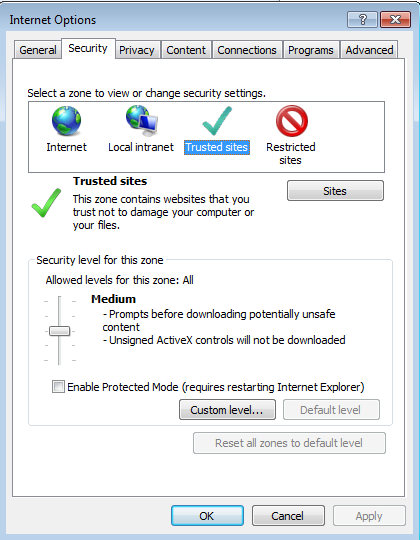 Internet Options
?
General Security Privacy Content Connections Programs Advanced
Select a zone to view or change security settings.
Internet Local intranet Trusted sites Restricted
sites
Trusted sites
Sites
This zone contains websites that you
trust not to damage your computer or
your files.
Security level for this zone
Allowed levels for this zone: All
Medium
- Prompts before downloading potentially unsafe
content
- Unsigned ActiveX controls will not be downloaded
Enable Protected Mode (requires restarting Internet Explorer)
Custom level... Default level
Reset all zones to default level
OK Cancel Apply